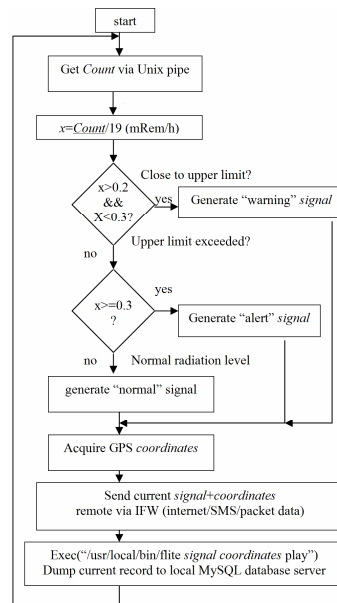 start
Get Count via Unix pipe
x=Count/19 (mRem/h)
Close to upper limit?
x>0.2
&&
X<0.3?
yes
Generate “warning” signal
Upper limit exceeded?
no
x>=0.3
?
yes
Generate “alert” signal
no
Normal radiation level
generate “normal” signal
Acquire GPS coordinates
Send current signal+coordinates
remote via IFW (internet/SMS/packet data)
Exec(“/usr/local/bin/flite signal coordinates play”)
Dump current record to local MySQL database server